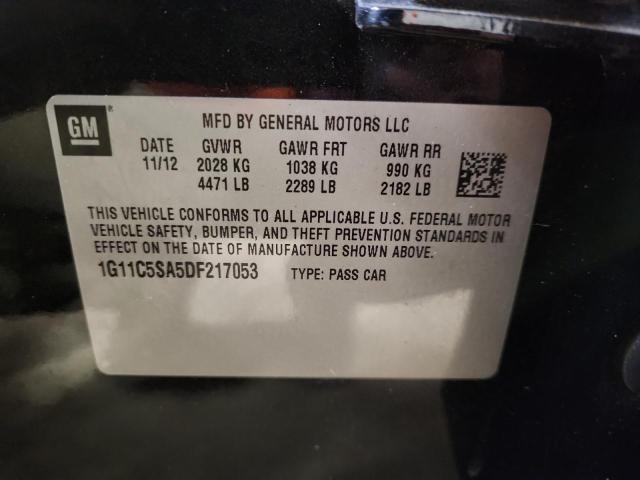 GM®
MFD BY GENERAL MOTORS LLC
DATE GVWR GAWR FRT GAWR RR
11/12 2028 KG 1038 KG 990 KG
4471 LB 2289 LB 2182 LB
THIS VEHICLE CONFORMS TO ALL APPLICABLE U.S. FEDERAL MOTOR
VEHICLE SAFETY, BUMPER, AND THEFT PREVENTION STANDARDS IN
EFFECT ON THE DATE OF MANUFACTURE SHOWN ABOVE.
1G11C5SA5DF217053 TYPE: PASS CAR